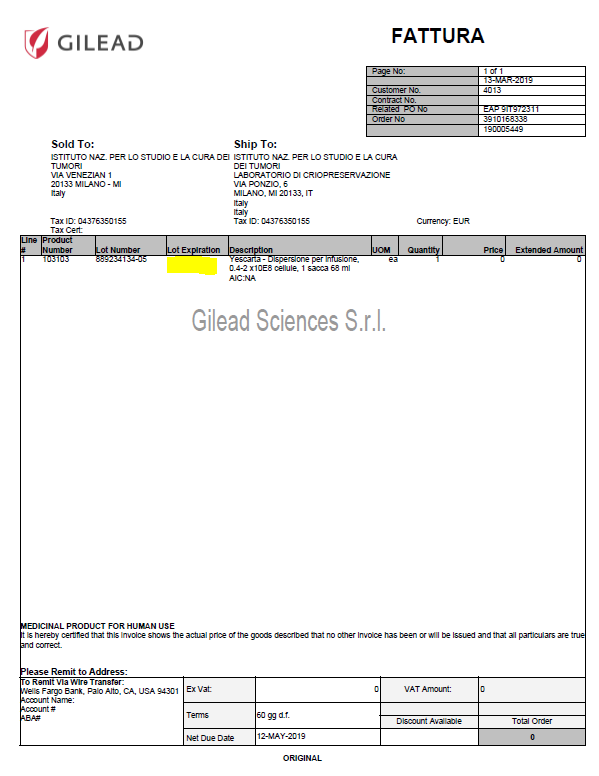 GILEAD
FATTURA
Page No: 1 of 1
13-MAR-2019
Customer No. 4013
Contract No.
Related PO No EAP 9IT972311
Order No 3910168338
190005449
Sold To:
ISTITUTO NAZ. PER LO STUDIO E LA CURA DEI
TUMORI
VIA VENEZIAN 1
20133 MILANO - MI
Italy
Tax ID: 04376350155
Tax Cert:
Ship To:
ISTITUTO NAZ. PER LO STUDIO E LA CURA
DEI TUMORI
LABORATORIO DI CRIOPRESERVAZIONE
VIA PONZIO, 6
MILANO, MI 20133, IT
Italy
Italy
Tax ID: 04376350155
Currency: EUR
Line # Product Number Lot Number Lot Expiration Description UOM Quantity Price Extended Amount
1 103103 889234134-05 Yescarta - Dispersione per infusione, ea 1 0 0
0.4-2 x10E8 cellule, 1 sacca 68 ml
AIC:NA
Gilead Sciences S.r.l.
MEDICINAL PRODUCT FOR HUMAN USE
It is hereby certified that this invoice shows the actual price of the goods described that no other invoice has been or will be issued and that all particulars are true
and correct.
Please Remit to Address:
To Remit Via Wire Transfer:
Wells Fargo Bank, Palo Alto, CA, USA 94301
Account Name:
Account #
ABA#
Ex Vat: 0 VAT Amount: 0
Terms 60 gg d.f.
Discount Available Total Order
Net Due Date 12-MAY-2019 0
ORIGINAL